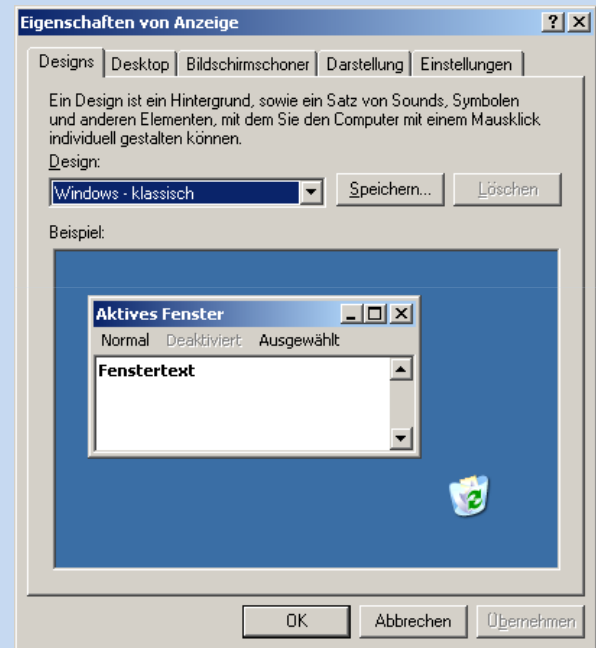 Eigenschaften von Anzeige
Designs Desktop Bildschirmschoner Darstellung Einstellungen
Ein Design ist ein Hintergrund, sowie ein Satz von Sounds, Symbolen
und anderen Elementen, mit dem Sie den Computer mit einem Mausklick
individuell gestalten können.
Design:
Windows - klassisch Speichern... Löschen
Beispiel:
Aktives Fenster
Normal Deaktiviert Ausgewählt
Fenstertext
OK Abbrechen Übernehmen